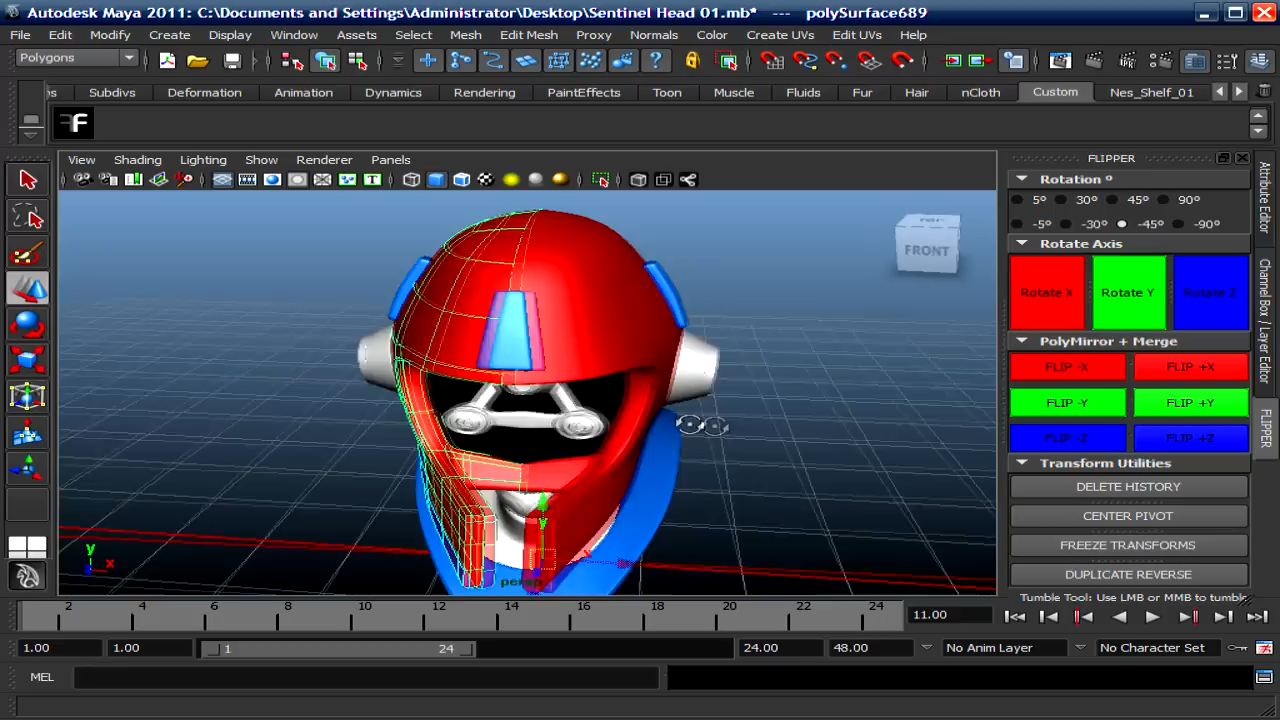 Autodesk Maya 2011: C:\Documents and Settings\Administrator\Desktop\Sentinel Head 01.mb* --- polySurface689
File Edit Modify Create Display Window Assets Select Mesh Edit Mesh Proxy Normals Color Create UVs Edit UVs Help
Polygons
Subdivs Deformation Animation Dynamics Rendering PaintEffects Toon Muscle Fluids Fur Hair nCloth Custom Nes_Shelf_01
View Shading Lighting Show Renderer Panels
FLIPPER
Rotation º
5º 30º 45º 90º
-5º -30º -45º -90º
Rotate Axis
Rotate X Rotate Y Rotate Z
PolyMirror + Merge
FLIP -X FLIP +X
FLIP -Y FLIP +Y
FLIP -Z FLIP +Z
Transform Utilities
DELETE HISTORY
CENTER PIVOT
FREEZE TRANSFORMS
DUPLICATE REVERSE
Tumble Tool: Use LMB or MMB to tumble
Attribute Editor
Channel Box / Layer Editor
FLIPPER
TOP
FRONT
y
x
y
x
persp
2 4 6 8 10 12 14 16 18 20 22 24
11.00
1.00 1.00 1 24 24.00 48.00 No Anim Layer No Character Set
MEL